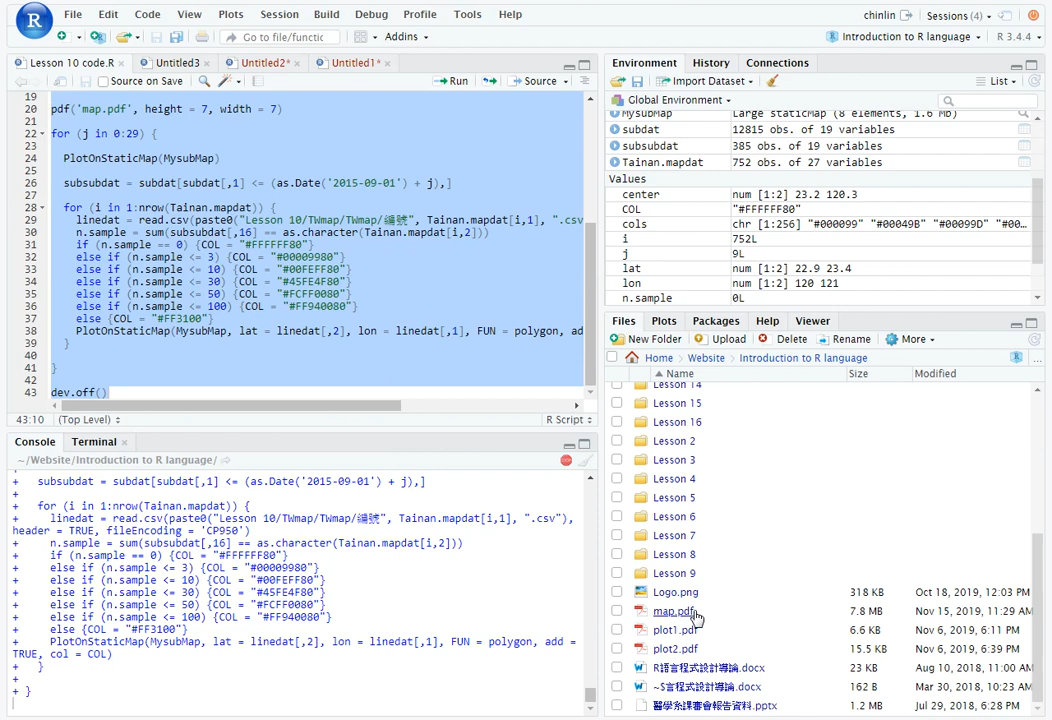 File Edit Code View Plots Session Build Debug Profile Tools Help
chinlin Sessions (4)
Go to file/functic Addins
Introduction to R language R 3.4.4
Lesson 10 code.R × Untitled3 × Untitled2* × Untitled1* ×
Source on Save Run Source
19
20 pdf('map.pdf', height = 7, width = 7)
21
22 for (j in 0:29) {
23
24 PlotOnStaticMap(MysubMap)
25
26 subsubdat = subdat[subdat[,1] <= (as.Date('2015-09-01') + j),]
27
28 for (i in 1:nrow(Tainan.mapdat)) {
29 linedat = read.csv(paste0("Lesson 10/TWmap/TWmap/編號", Tainan.mapdat[i,1], ".csv
30 n.sample = sum(subsubdat[,16] == as.character(Tainan.mapdat[i,2]))
31 if (n.sample == 0) {COL = "#FFFFFF80"}
32 else if (n.sample <= 3) {COL = "#00009980"}
33 else if (n.sample <= 10) {COL = "#00FEFF80"}
34 else if (n.sample <= 30) {COL = "#45FE4F80"}
35 else if (n.sample <= 50) {COL = "#FCFF0080"}
36 else if (n.sample <= 100) {COL = "#FF940080"}
37 else {COL = "#FF3100"}
38 PlotOnStaticMap(MysubMap, lat = linedat[,2], lon = linedat[,1], FUN = polygon, ad
39 }
40
41 }
42
43 dev.off()
43:10 (Top Level) R Script
Console Terminal ×
~/Website/Introduction to R language/
+ subsubdat = subdat[subdat[,1] <= (as.Date('2015-09-01') + j),]
+
+ for (i in 1:nrow(Tainan.mapdat)) {
+ linedat = read.csv(paste0("Lesson 10/TWmap/TWmap/編號", Tainan.mapdat[i,1], ".csv"),
header = TRUE, fileEncoding = 'CP950')
+ n.sample = sum(subsubdat[,16] == as.character(Tainan.mapdat[i,2]))
+ if (n.sample == 0) {COL = "#FFFFFF80"}
+ else if (n.sample <= 3) {COL = "#00009980"}
+ else if (n.sample <= 10) {COL = "#00FEFF80"}
+ else if (n.sample <= 30) {COL = "#45FE4F80"}
+ else if (n.sample <= 50) {COL = "#FCFF0080"}
+ else if (n.sample <= 100) {COL = "#FF940080"}
+ else {COL = "#FF3100"}
+ PlotOnStaticMap(MysubMap, lat = linedat[,2], lon = linedat[,1], FUN = polygon, add =
TRUE, col = COL)
+ }
+
+ }
Environment History Connections
Import Dataset List
Global Environment
MysubMap Large staticMap (8 elements, 1.6 Mb)
subdat 12815 obs. of 19 variables
subsubdat 385 obs. of 19 variables
Tainan.mapdat 752 obs. of 27 variables
Values
center num [1:2] 23.2 120.3
COL "#FFFFFF80"
cols chr [1:256] "#000099" "#00049B" "#00099D" "#00...
i 752L
j 9L
lat num [1:2] 22.9 23.4
lon num [1:2] 120 121
n.sample 0L
Files Plots Packages Help Viewer
New Folder Upload Delete Rename More
Home Website Introduction to R language ...
Name Size Modified
Lesson 14
Lesson 15
Lesson 16
Lesson 2
Lesson 3
Lesson 4
Lesson 5
Lesson 6
Lesson 7
Lesson 8
Lesson 9
Logo.png 318 KB Oct 18, 2019, 12:03 PM
map.pdf 7.8 MB Nov 15, 2019, 11:29 AM
plot1.pdf 6.6 KB Nov 6, 2019, 6:11 PM
plot2.pdf 15.5 KB Nov 6, 2019, 6:39 PM
R語言程式設計導論.docx 23 KB Aug 10, 2018, 11:00 AM
~$言程式設計導論.docx 162 B Mar 30, 2018, 10:23 AM
醫學系課審會報告資料.pptx 1.2 MB Jul 29, 2018, 6:28 PM